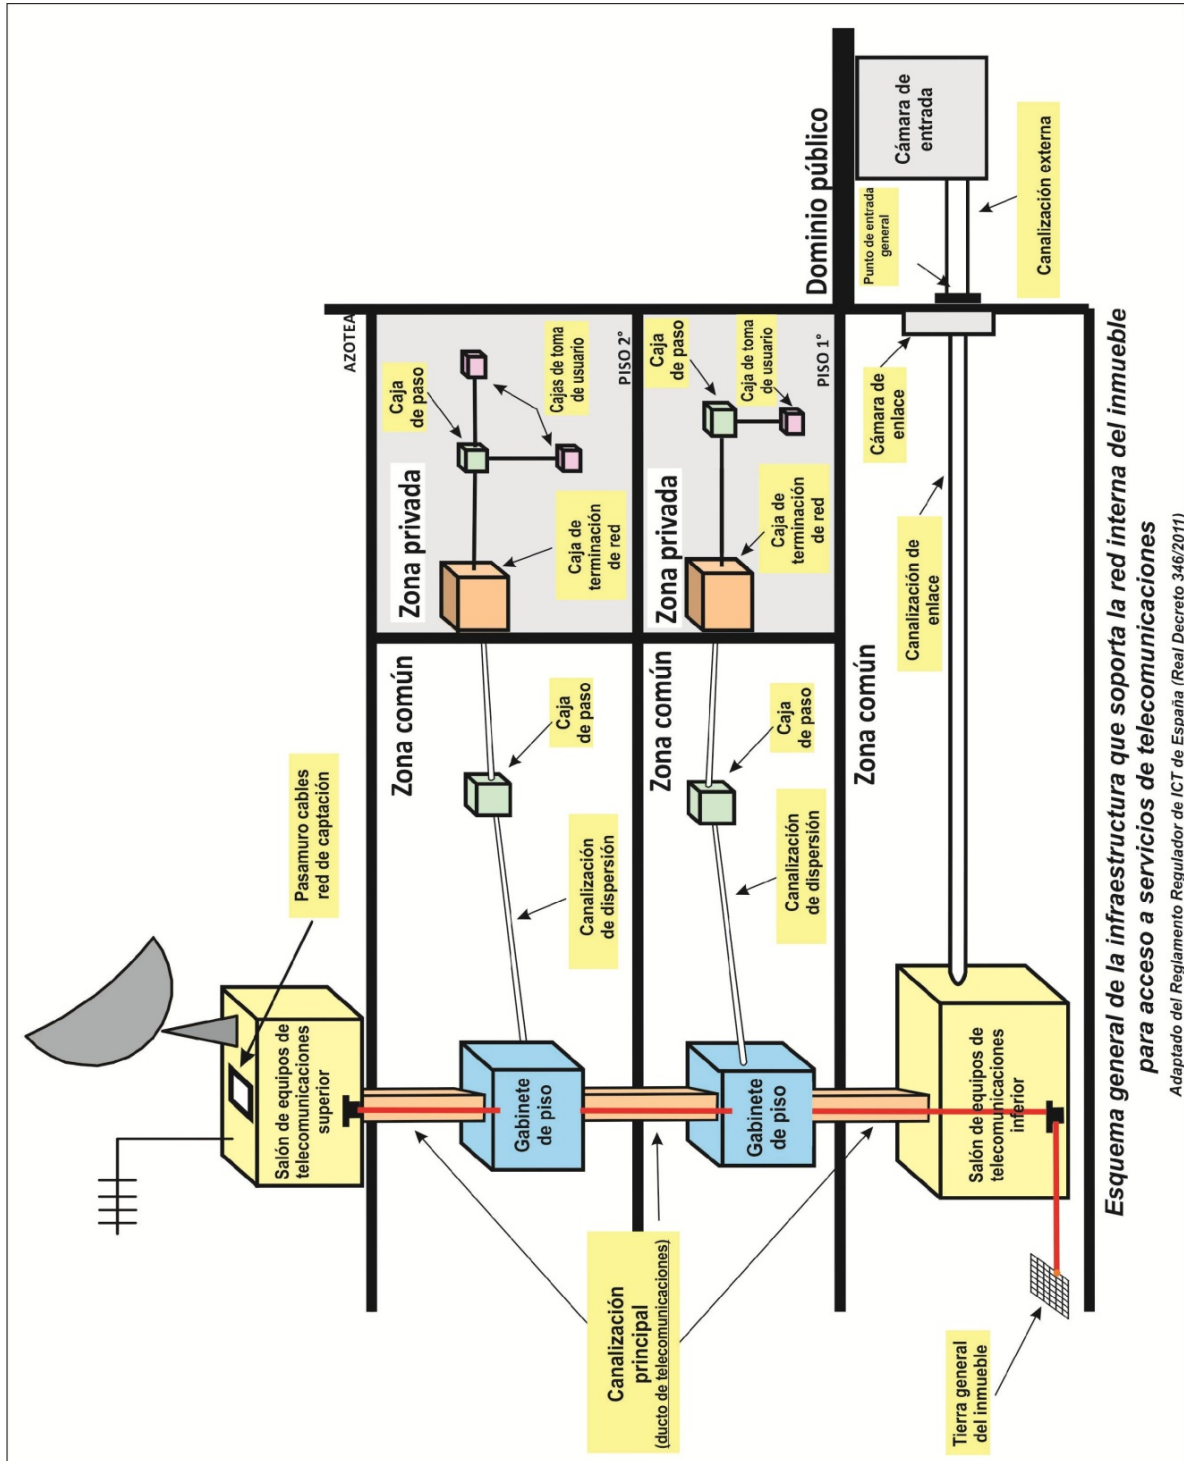 AZOTEA
Pasamuro cables
red de captación
Salón de equipos de
telecomunicaciones
superior
Zona común
Zona privada
Caja
de paso
Cajas de toma
de usuario
PISO 2°
Caja de
terminación
de red
Caja
de paso
Canalización
de dispersión
Gabinete
de piso
Canalización
principal
(ducto de telecomunicaciones)
Zona común
Zona privada
Caja
de paso
Caja de toma
de usuario
PISO 1°
Caja de
terminación
de red
Caja
de paso
Canalización
de dispersión
Gabinete
de piso
Dominio público
Cámara de
entrada
Punto de entrada
general
Canalización externa
Zona común
Cámara de
enlace
Canalización de
enlace
Salón de equipos de
telecomunicaciones
inferior
Tierra general
del inmueble
Esquema general de la infraestructura que soporta la red interna del inmueble
para acceso a servicios de telecomunicaciones
Adaptado del Reglamento Regulador de ICT de España (Real Decreto 346/2011)